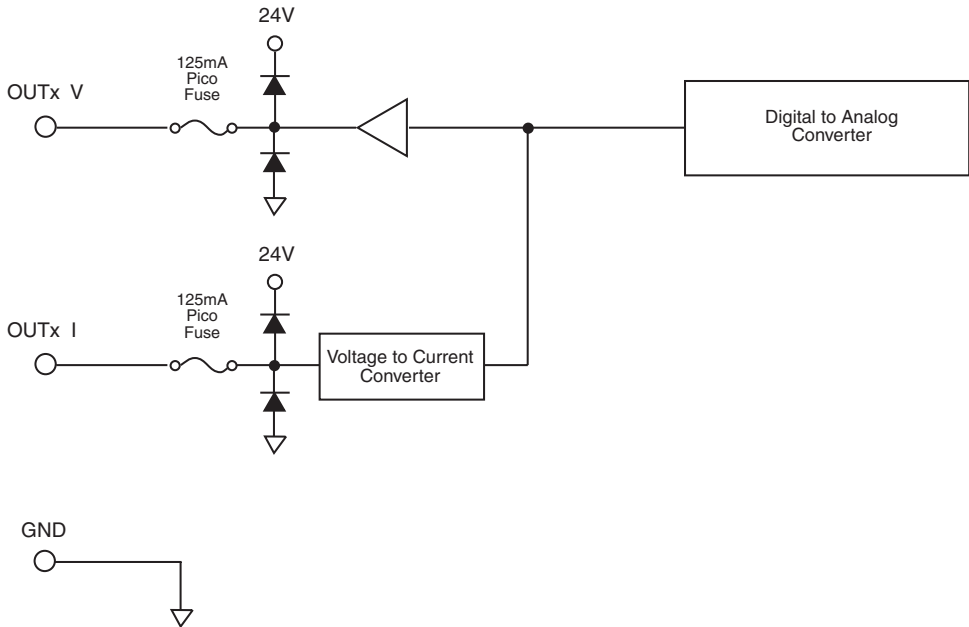 24V
125mA
Pico
Fuse
OUTx V
Digital to Analog
Converter
24V
125mA
Pico
Fuse
OUTx I
Voltage to Current
Converter
GND